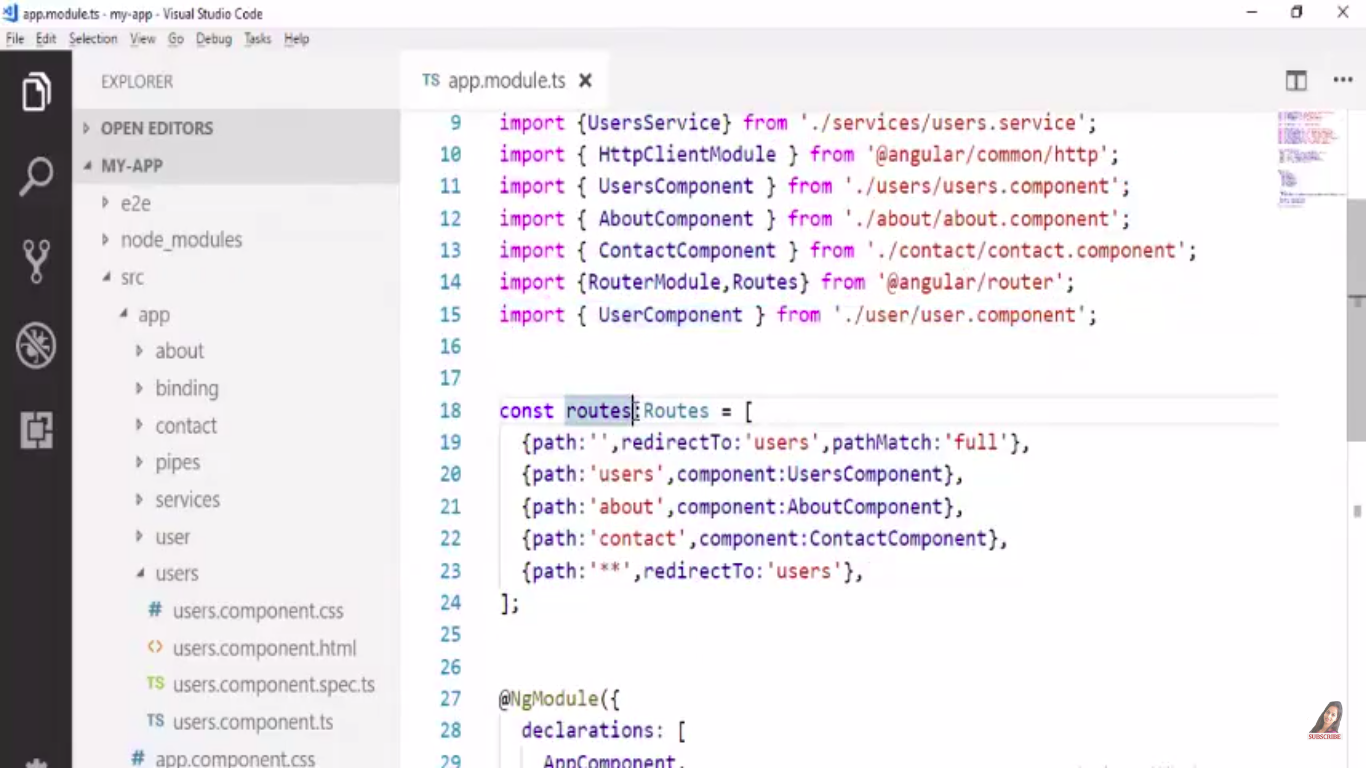 app.module.ts - my-app - Visual Studio Code
File Edit Selection View Go Debug Tasks Help
EXPLORER
OPEN EDITORS
MY-APP
e2e
node_modules
src
app
about
binding
contact
pipes
services
user
users
# users.component.css
<> users.component.html
TS users.component.spec.ts
TS users.component.ts
# app.component.css
TS app.module.ts
9 import {UsersService} from './services/users.service';
10 import { HttpClientModule } from '@angular/common/http';
11 import { UsersComponent } from './users/users.component';
12 import { AboutComponent } from './about/about.component';
13 import { ContactComponent } from './contact/contact.component';
14 import {RouterModule,Routes} from '@angular/router';
15 import { UserComponent } from './user/user.component';
16
17
18 const routes:Routes = [
19 {path:'',redirectTo:'users',pathMatch:'full'},
20 {path:'users',component:UsersComponent},
21 {path:'about',component:AboutComponent},
22 {path:'contact',component:ContactComponent},
23 {path:'**',redirectTo:'users'},
24 ];
25
26
27 @NgModule({
28 declarations: [
29 AppComponent,
SUBSCRIBE